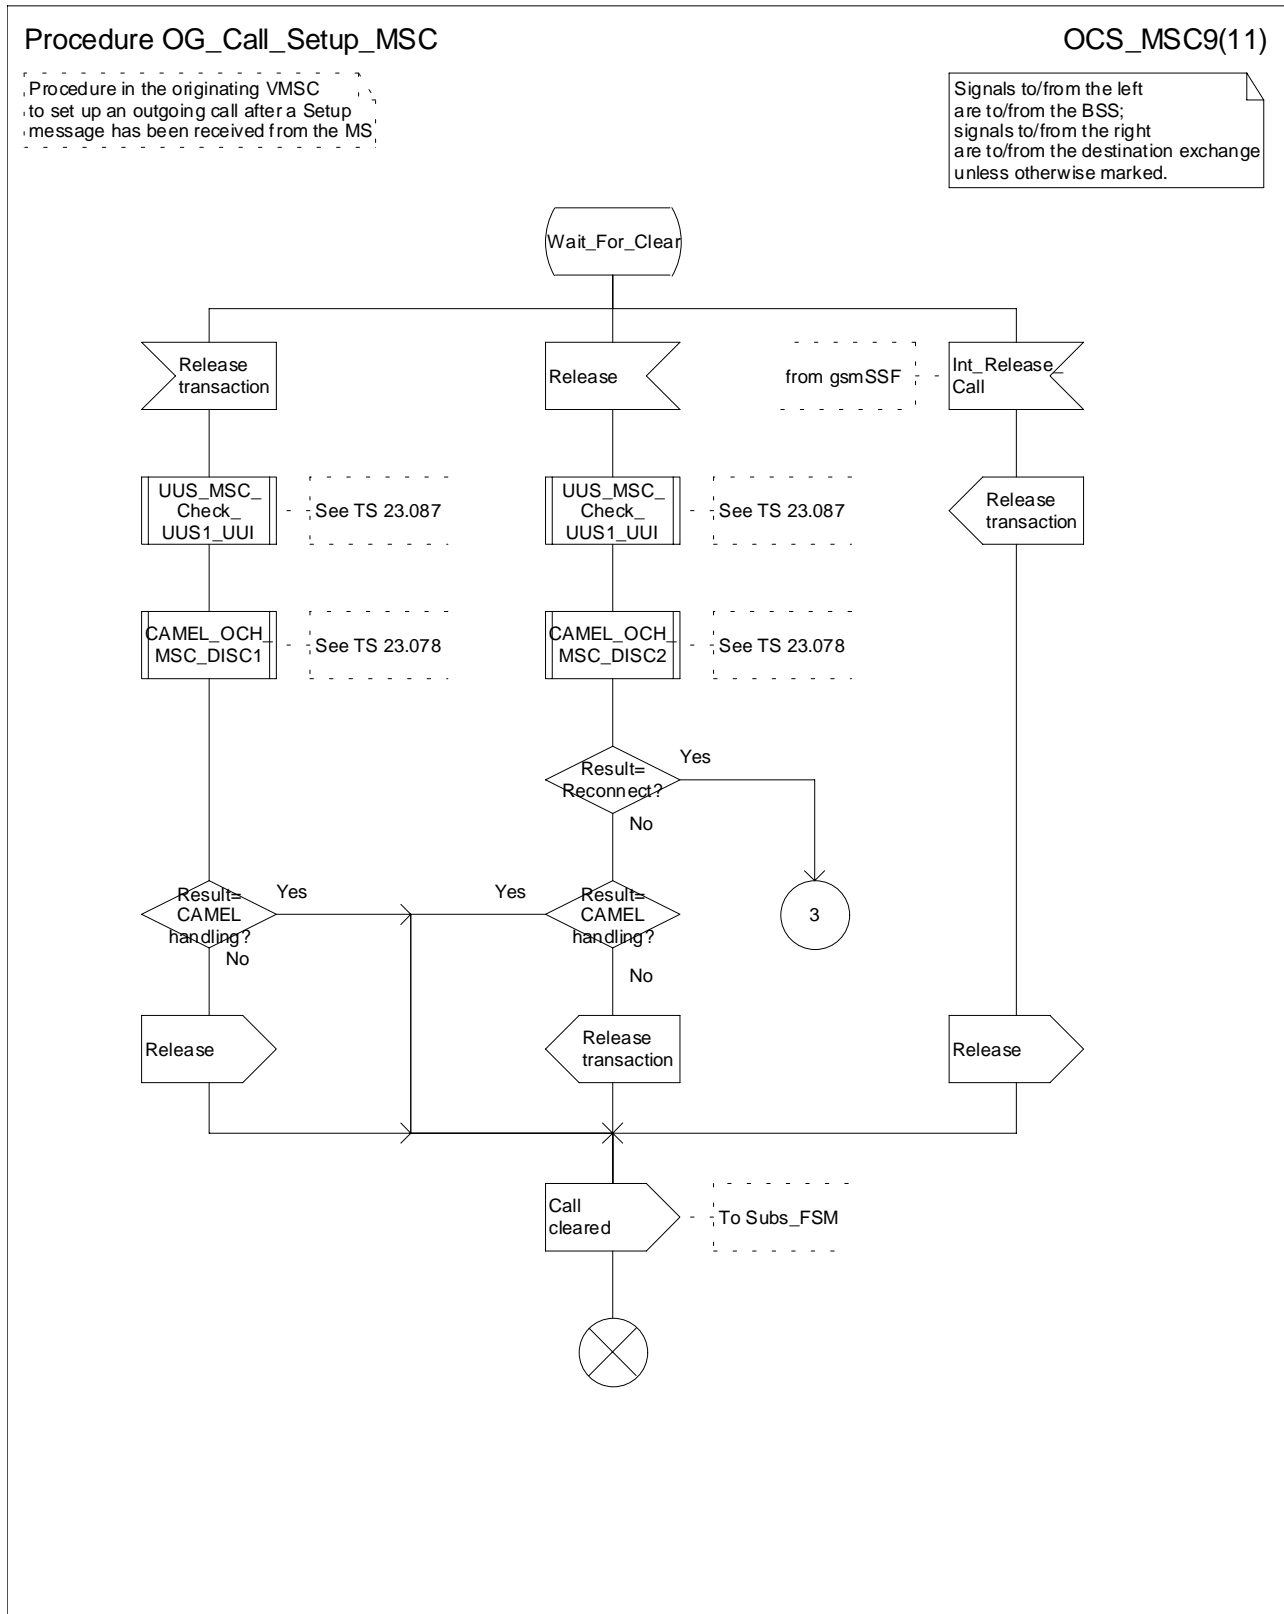 Procedure OG_Call_Setup_MSC
OCS_MSC9(11)
Procedure in the originating VMSC
to set up an outgoing call after a Setup
message has been received from the MS
Signals to/from the left
are to/from the BSS;
signals to/from the right
are to/from the destination exchange
unless otherwise marked.
Wait_For_Clear
Release
transaction
Release
from gsmSSF
Int_Release_
Call
UUS_MSC_
Check_
UUS1_UUI
See TS 23.087
UUS_MSC_
Check_
UUS1_UUI
See TS 23.087
Release
transaction
CAMEL_OCH_
MSC_DISC1
See TS 23.078
CAMEL_OCH_
MSC_DISC2
See TS 23.078
Result=
Reconnect?
Yes
No
Result=
CAMEL
handling?
Yes
No
Yes
Result=
CAMEL
handling?
No
3
Release
Release
transaction
Release
Call
cleared
To Subs_FSM